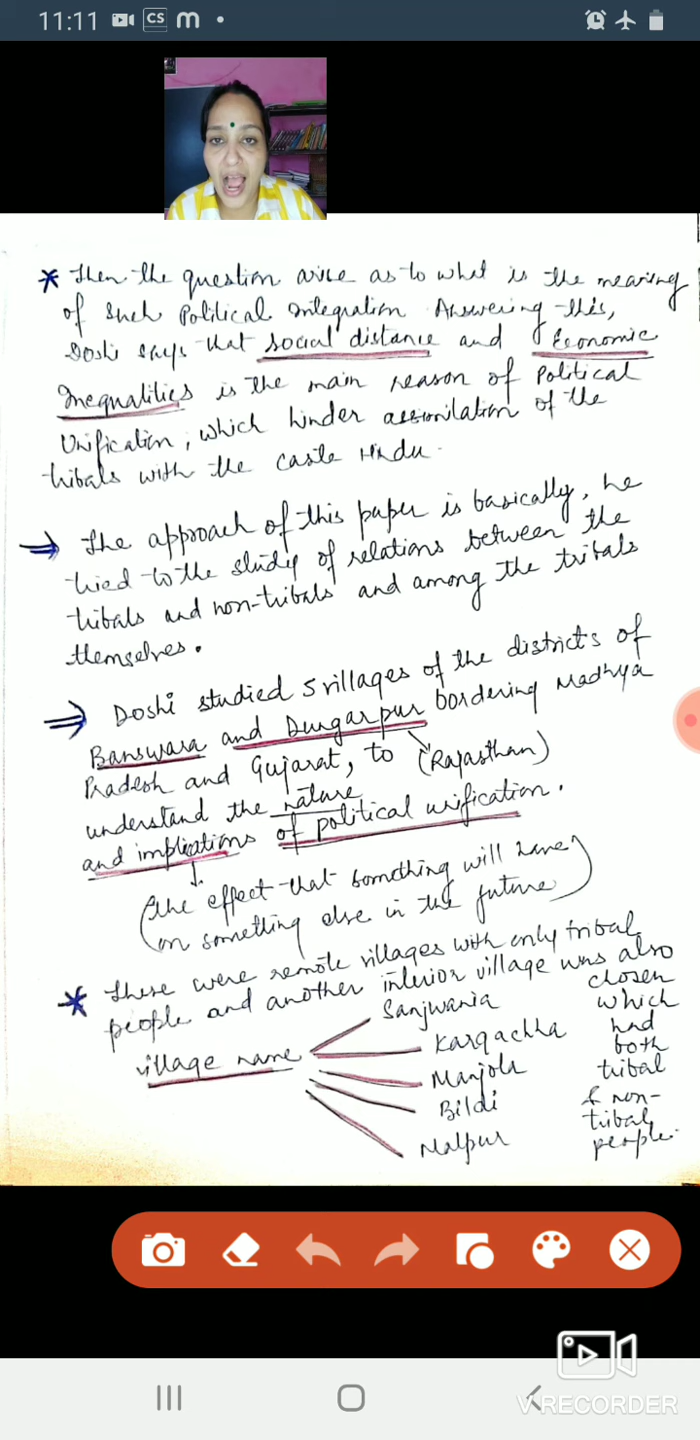 11:11 CS m
* Then the question arise as to what is the meaning
of such Political integration Answering this,
Doshi says that social distance and Economic
Inequalities is the main reason of Political
Unification, which hinder assimilation of the
tribals with the caste Hindu.
⇒ The approach of this paper is basically, he
tried to the study of relations between the
tribals and non-tribals and among the tribals
themselves.
⇒ Doshi studied 5 villages of the districts of
Banswara and Dungarpur bordering Madhya
Pradesh and Gujarat, to (Rajasthan)
understand the nature
and implications of political unification.
(the effect that something will have
on something else in the future)
* These were remote villages with only tribal
people and another interior village was also
chosen
which
had
both
tribal
& non-
tribal
people.
village name
Sanjwania
Kargachha
Manjola
Bildi
Malpur
V RECORDER